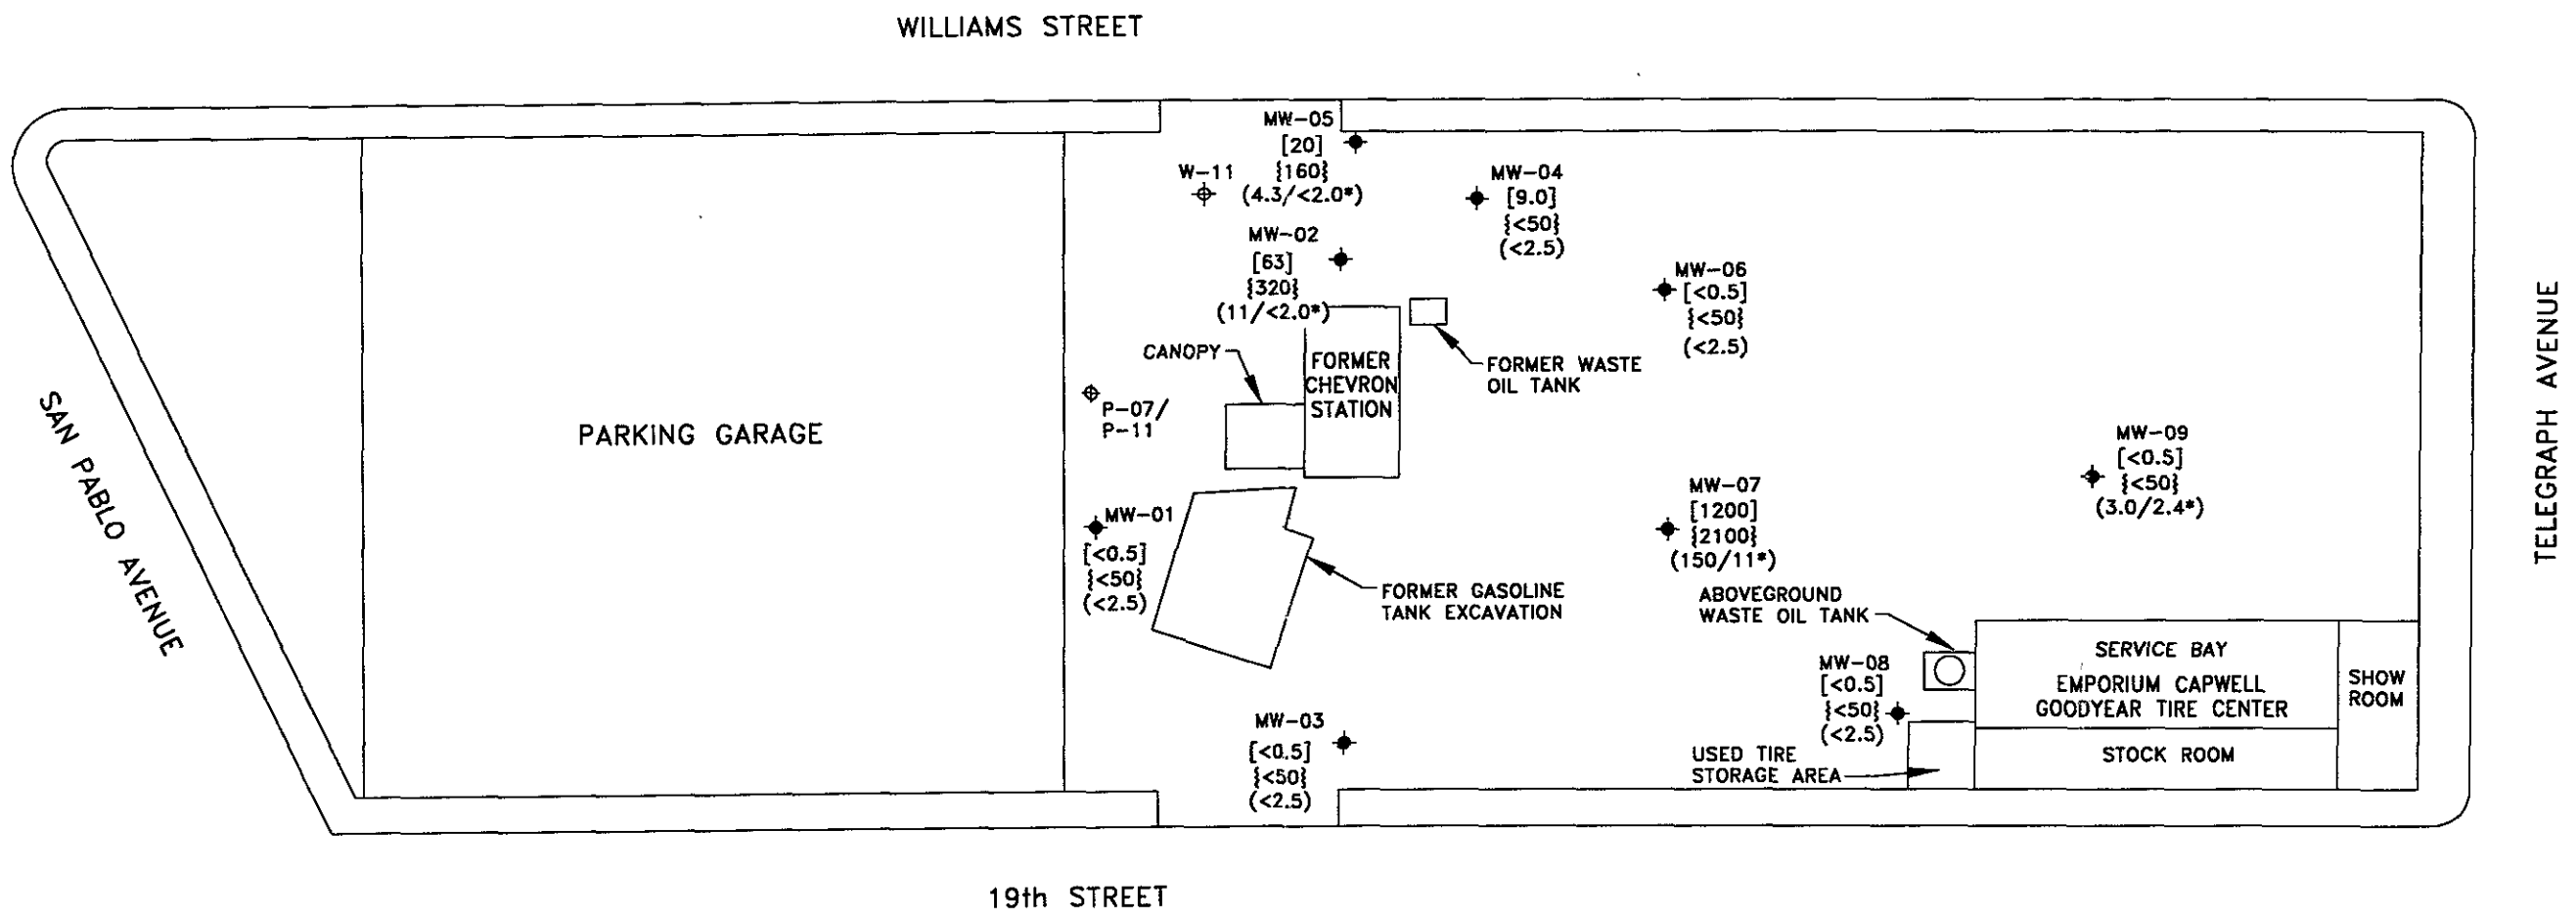 WILLIAMS STREET
MW-05
[20]
{160}
(4.3/<2.0*)
W-11
MW-04
[9.0]
{<50}
(<2.5)
MW-02
[63]
{320}
(11/<2.0*)
MW-06
[<0.5]
{<50}
(<2.5)
CANOPY
FORMER
CHEVRON
STATION
FORMER WASTE
OIL TANK
SAN PABLO AVENUE
PARKING GARAGE
P-07/
P-11
TELEGRAPH AVENUE
MW-09
[<0.5]
{<50}
(3.0/2.4*)
MW-07
[1200]
{2100}
(150/11*)
MW-01
[<0.5]
{<50}
(<2.5)
FORMER GASOLINE
TANK EXCAVATION
ABOVEGROUND
WASTE OIL TANK
SERVICE BAY
EMPORIUM CAPWELL
GOODYEAR TIRE CENTER
SHOW
ROOM
MW-08
[<0.5]
{<50}
(<2.5)
MW-03
[<0.5]
{<50}
(<2.5)
USED TIRE
STORAGE AREA
STOCK ROOM
19th STREET